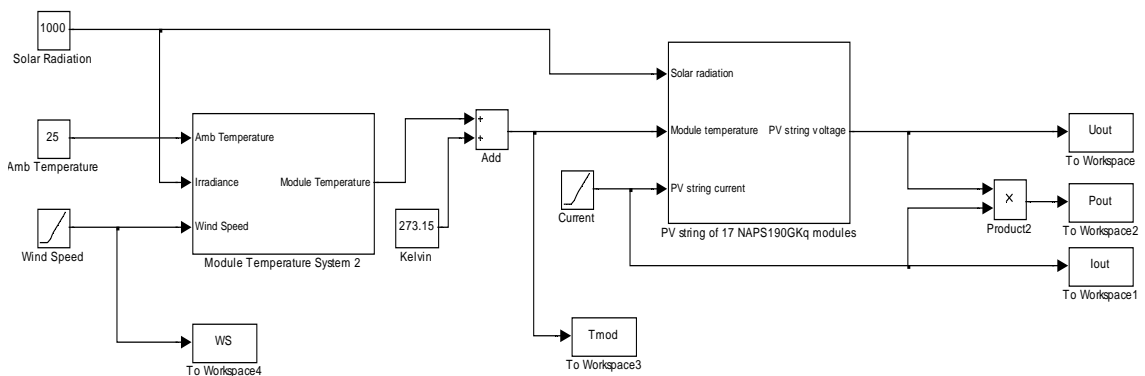 1000
Solar Radiation
25
Amb Temperature
Wind Speed
Amb Temperature
Irradiance
Wind Speed
Module Temperature
Module Temperature System 2
WS
To Workspace4
273.15
Kelvin
+
+
Add
Tmod
To Workspace3
Current
Solar radiation
Module temperature
PV string current
PV string voltage
PV string of 17 NAPS190GKq modules
X
Product2
Uout
To Workspace
Pout
To Workspace2
Iout
To Workspace1